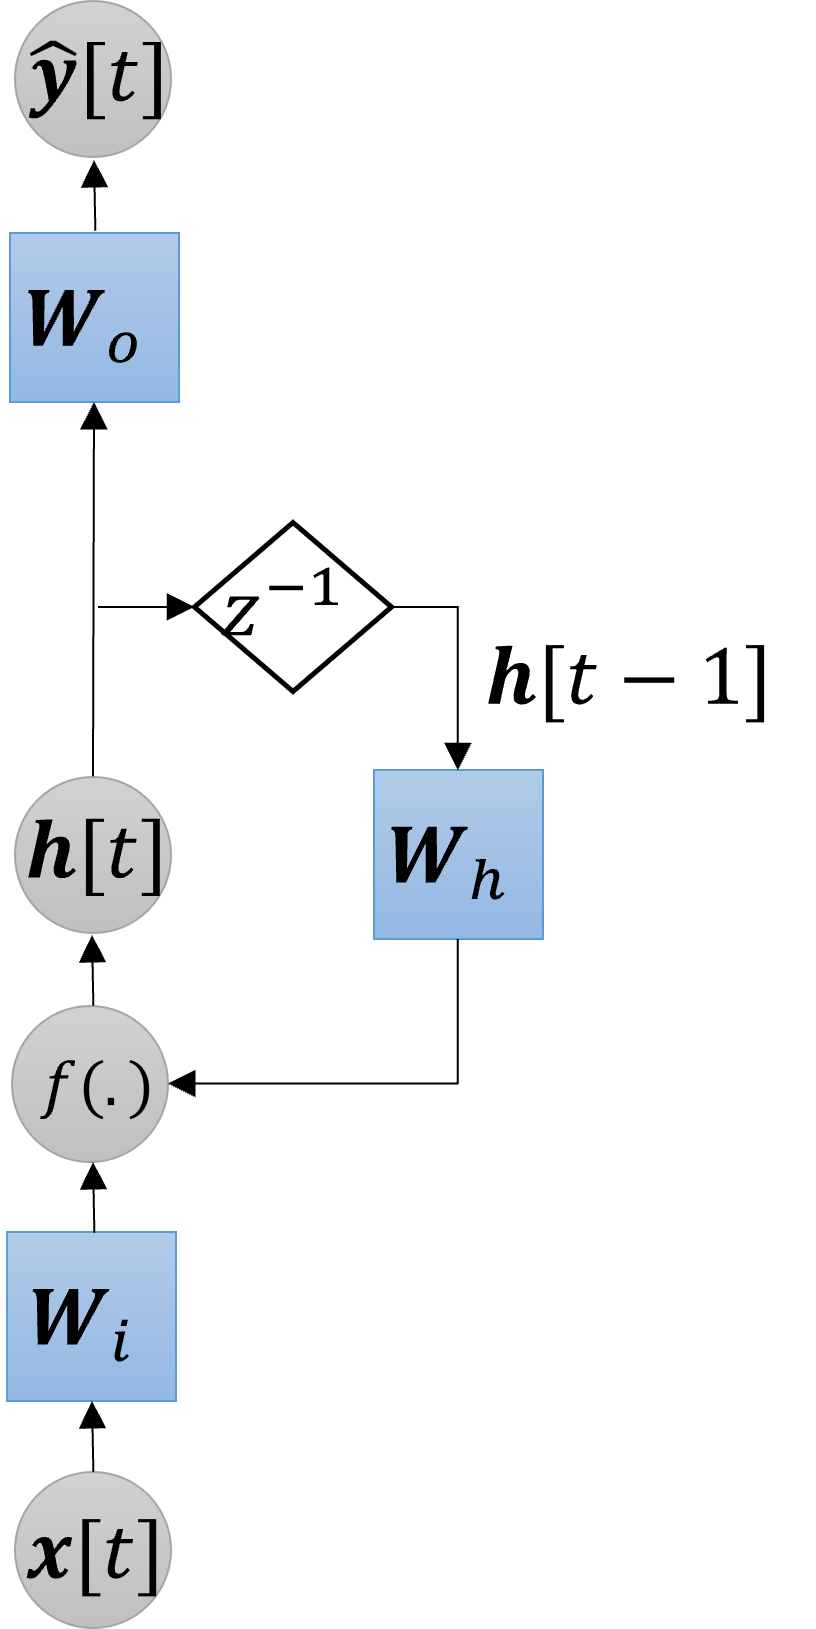 ŷ[t]
W_o
z^{-1}
h[t − 1]
h[t]
W_h
f(.)
W_i
x[t]